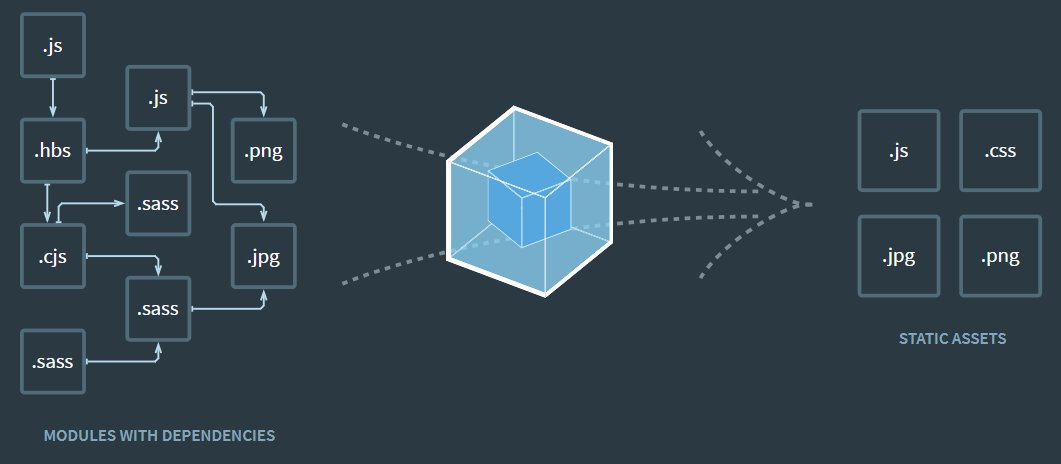 .js
.js
.hbs
.png
.sass
.cjs
.jpg
.sass
.sass
MODULES WITH DEPENDENCIES
.js
.css
.jpg
.png
STATIC ASSETS